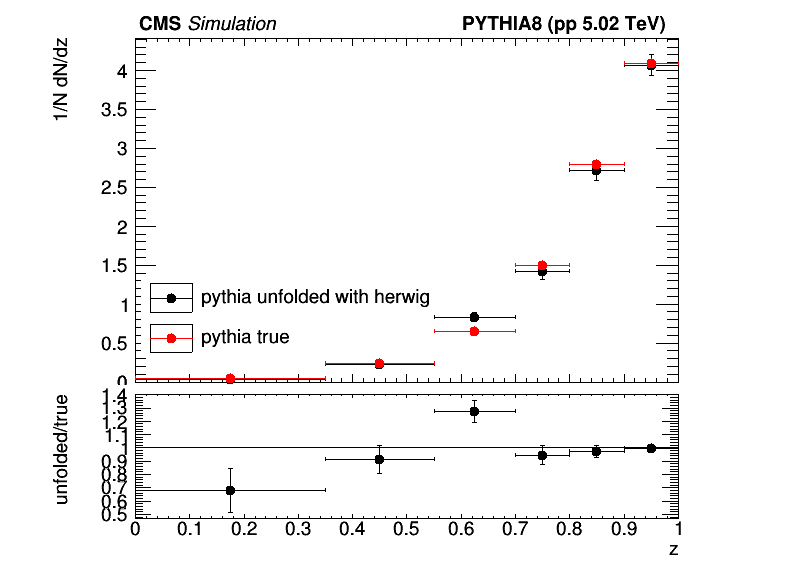 CMS Simulation PYTHIA8 (pp 5.02 TeV)
1/N dN/dz
4
3.5
3
2.5
2
1.5
1
0.5
0
pythia unfolded with herwig
pythia true
unfolded/true
1.4
1.3
1.2
1.1
1
0.9
0.8
0.7
0.6
0.5
0 0.1 0.2 0.3 0.4 0.5 0.6 0.7 0.8 0.9 1
z